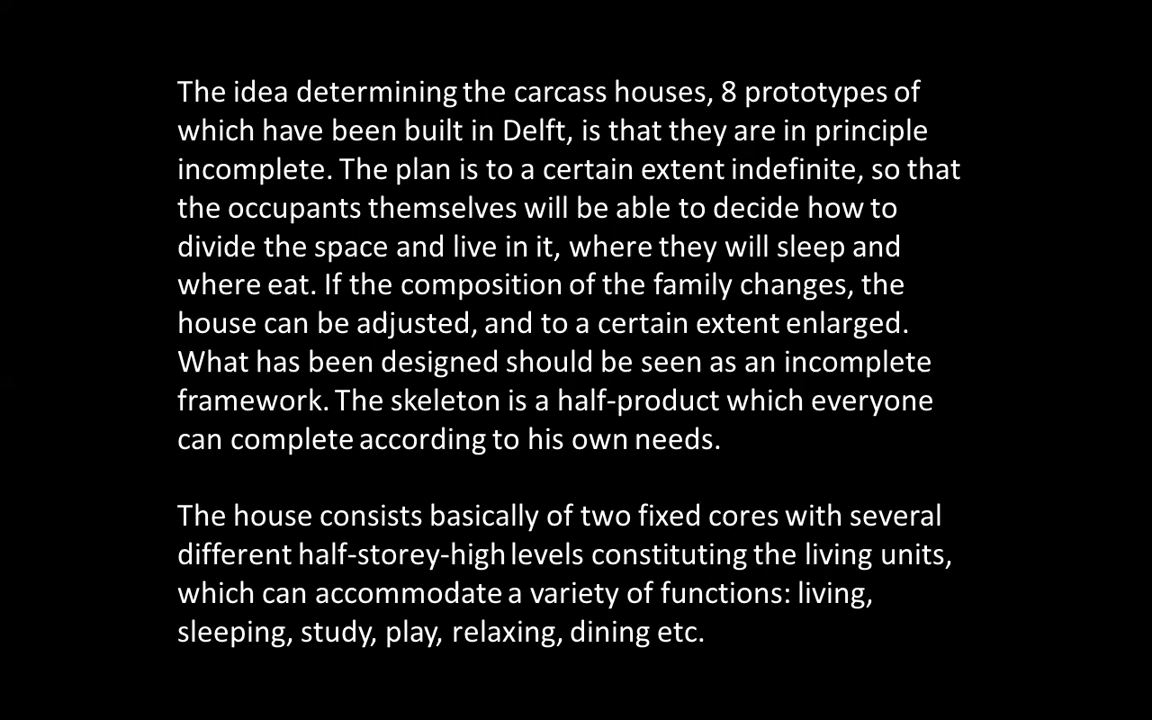 The idea determining the carcass houses, 8 prototypes of
which have been built in Delft, is that they are in principle
incomplete. The plan is to a certain extent indefinite, so that
the occupants themselves will be able to decide how to
divide the space and live in it, where they will sleep and
where eat. If the composition of the family changes, the
house can be adjusted, and to a certain extent enlarged.
What has been designed should be seen as an incomplete
framework. The skeleton is a half-product which everyone
can complete according to his own needs.
The house consists basically of two fixed cores with several
different half-storey-high levels constituting the living units,
which can accommodate a variety of functions: living,
sleeping, study, play, relaxing, dining etc.